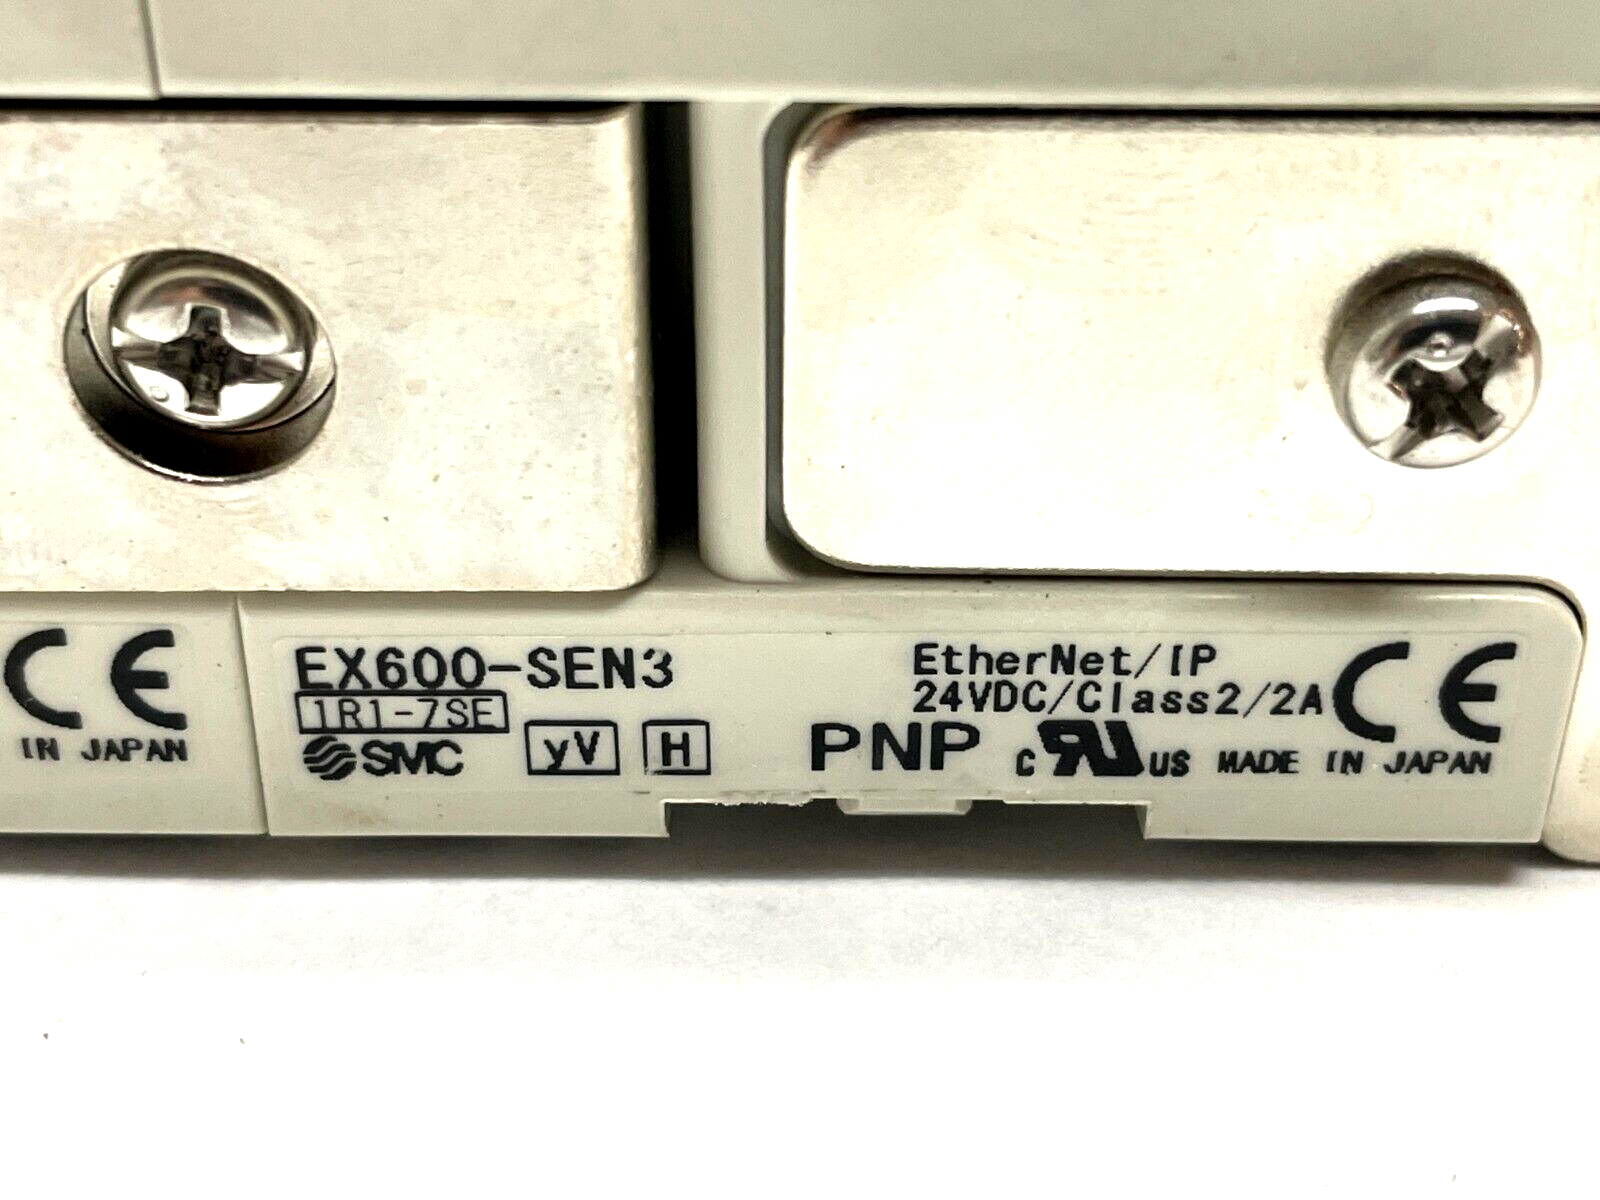 CE
IN JAPAN
EX600-SEN3
1R1-7SE
SMC yV H
EtherNet/IP
24VDC/Class2/2A
PNP c RU US MADE IN JAPAN
CE